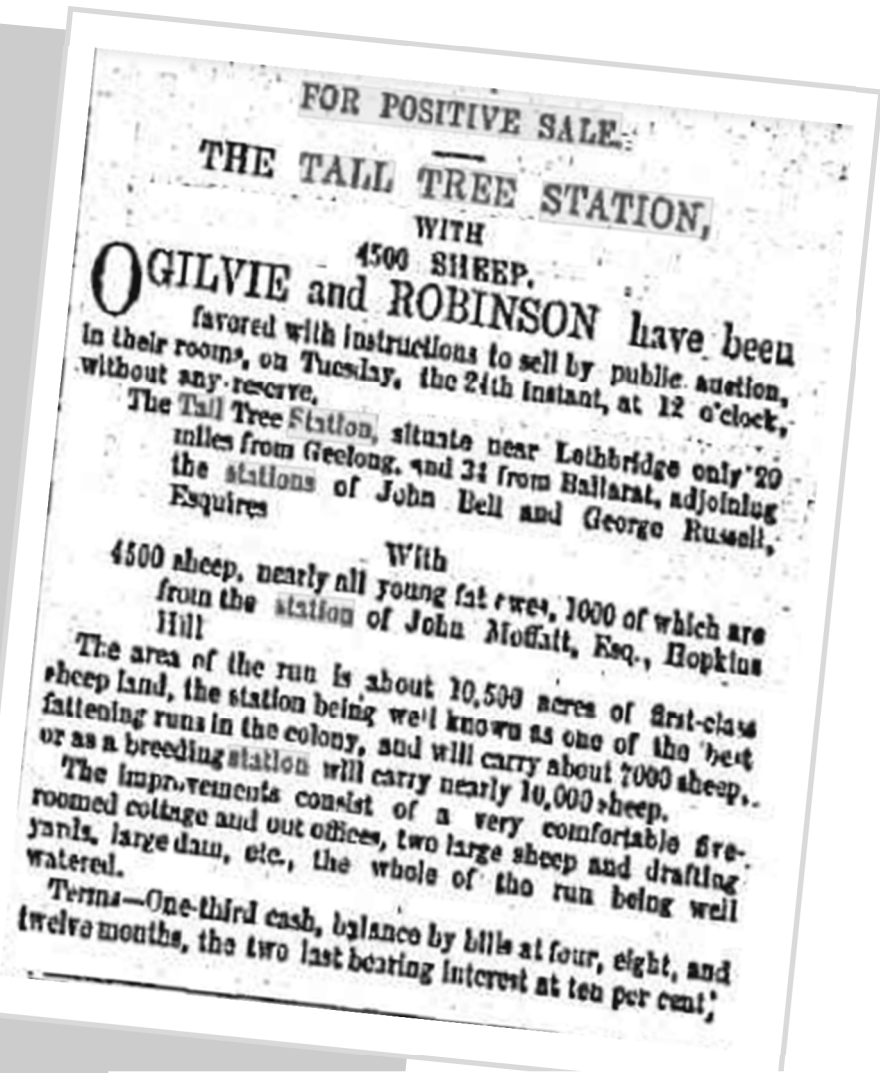 FOR POSITIVE SALE.
THE TALL TREE STATION,
WITH
4500 SHEEP.
OGILVIE and ROBINSON have been
favored with instructions to sell by public auction,
in their rooms, on Tuesday, the 24th instant, at 12 o'clock,
without any reserve.
The Tall Tree Station, situate near Lethbridge only 20
miles from Geelong, and 34 from Ballarat, adjoining
the stations of John Bell and George Russell,
Esquires
With
4500 sheep, nearly all young fat ewes, 1000 of which are
from the station of John Moffatt, Esq., Hopkins
Hill
The area of the run is about 10,500 acres of first-class
sheep land, the station being well known as one of the best
fattening runs in the colony, and will carry about 7000 sheep,
or as a breeding station will carry nearly 10,000 sheep.
The improvements consist of a very comfortable five-
roomed cottage and out offices, two large sheep and drafting
yards, large dam, etc., the whole of the run being well
watered.
Terms—One-third cash, balance by bills at four, eight, and
twelve months, the two last bearing interest at ten per cent;